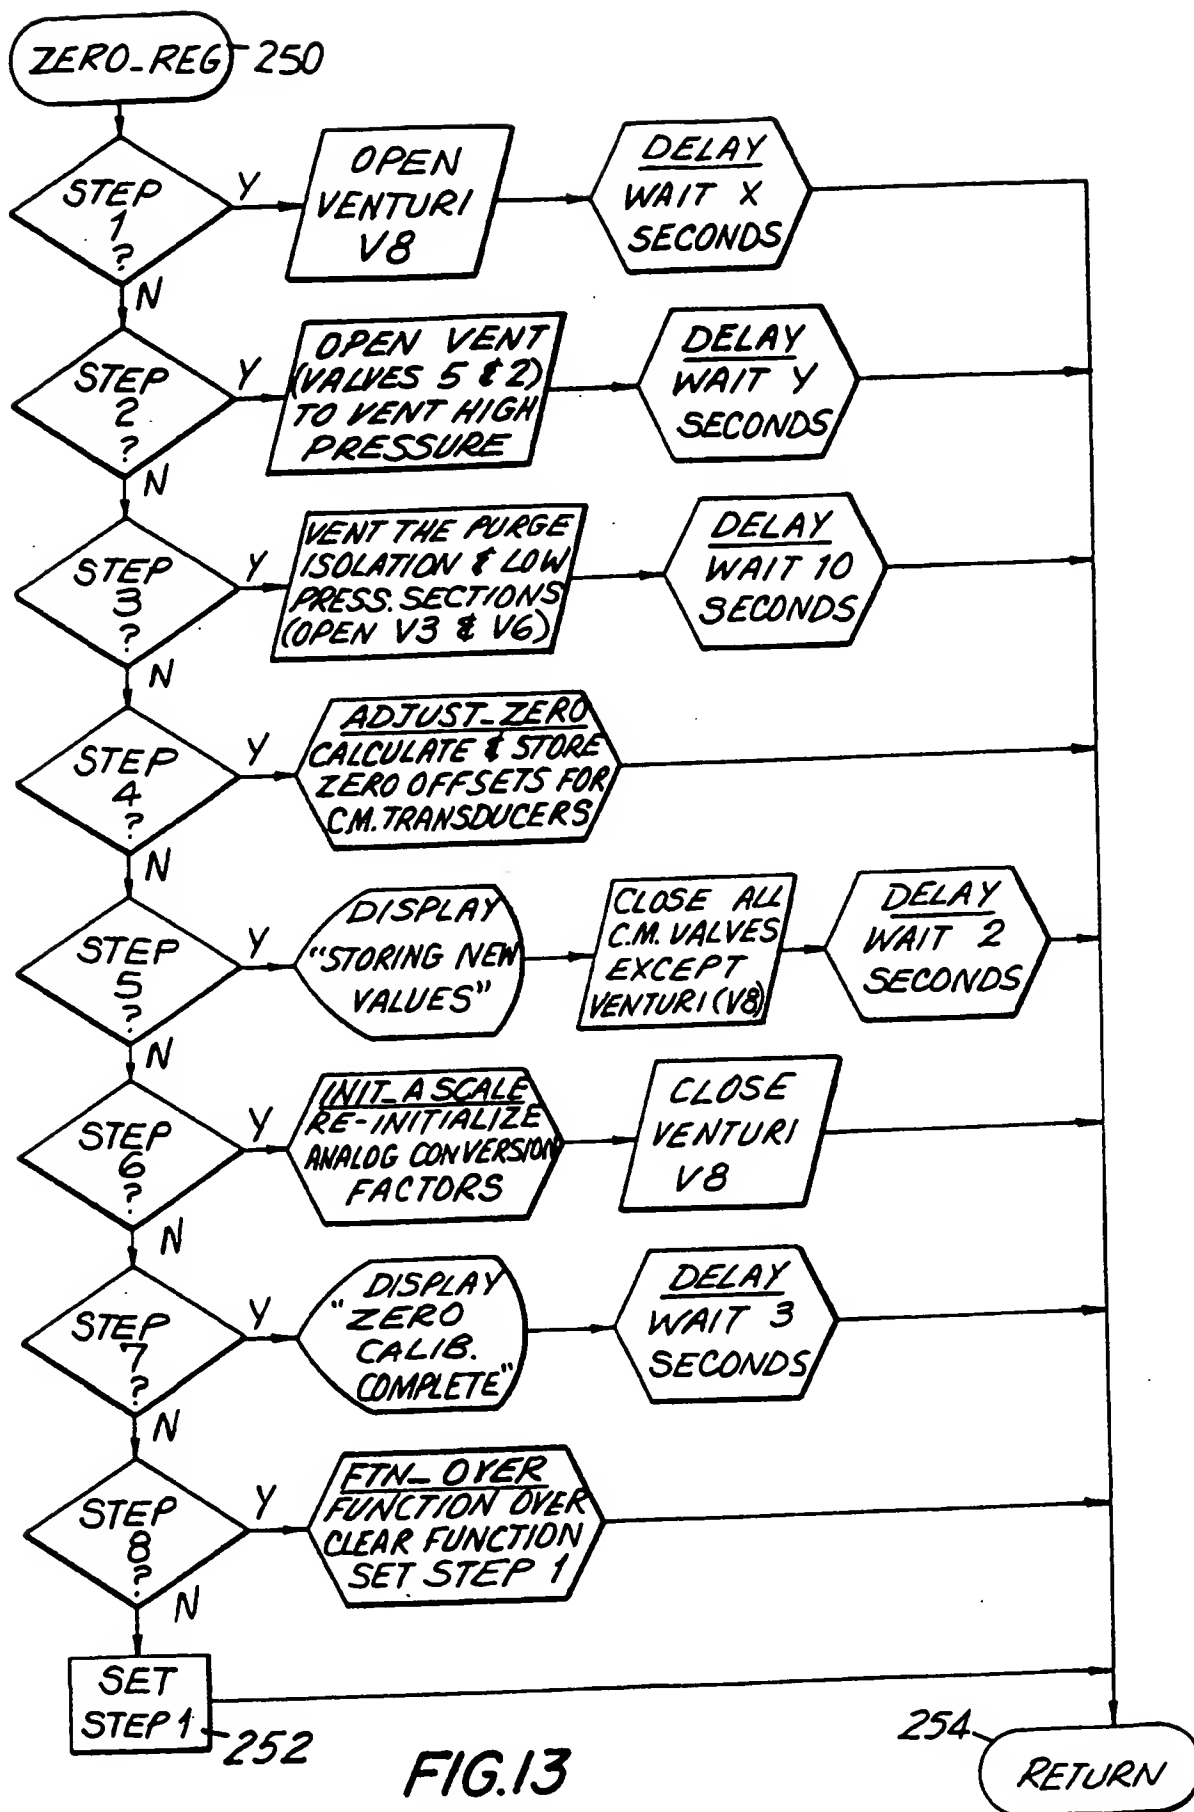 ZERO_REG 250
STEP
1
?
Y
N
OPEN
VENTURI
V8
DELAY
WAIT X
SECONDS
STEP
2
?
Y
N
OPEN VENT
(VALVES 5 & 2)
TO VENT HIGH
PRESSURE
DELAY
WAIT Y
SECONDS
STEP
3
?
Y
N
VENT THE PURGE
ISOLATION & LOW
PRESS. SECTIONS
(OPEN V3 & V6)
DELAY
WAIT 10
SECONDS
STEP
4
?
Y
N
ADJUST_ZERO
CALCULATE & STORE
ZERO OFFSETS FOR
C.M. TRANSDUCERS
STEP
5
?
Y
N
DISPLAY
"STORING NEW
VALUES"
CLOSE ALL
C.M. VALVES
EXCEPT
VENTURI (V8)
DELAY
WAIT 2
SECONDS
STEP
6
?
Y
N
INIT_A SCALE
RE-INITIALIZE
ANALOG CONVERSION
FACTORS
CLOSE
VENTURI
V8
STEP
7
?
Y
N
DISPLAY
"ZERO
CALIB.
COMPLETE"
DELAY
WAIT 3
SECONDS
STEP
8
?
Y
N
FTN_OVER
FUNCTION OVER
CLEAR FUNCTION
SET STEP 1
SET
STEP 1
252
254
RETURN
FIG.13